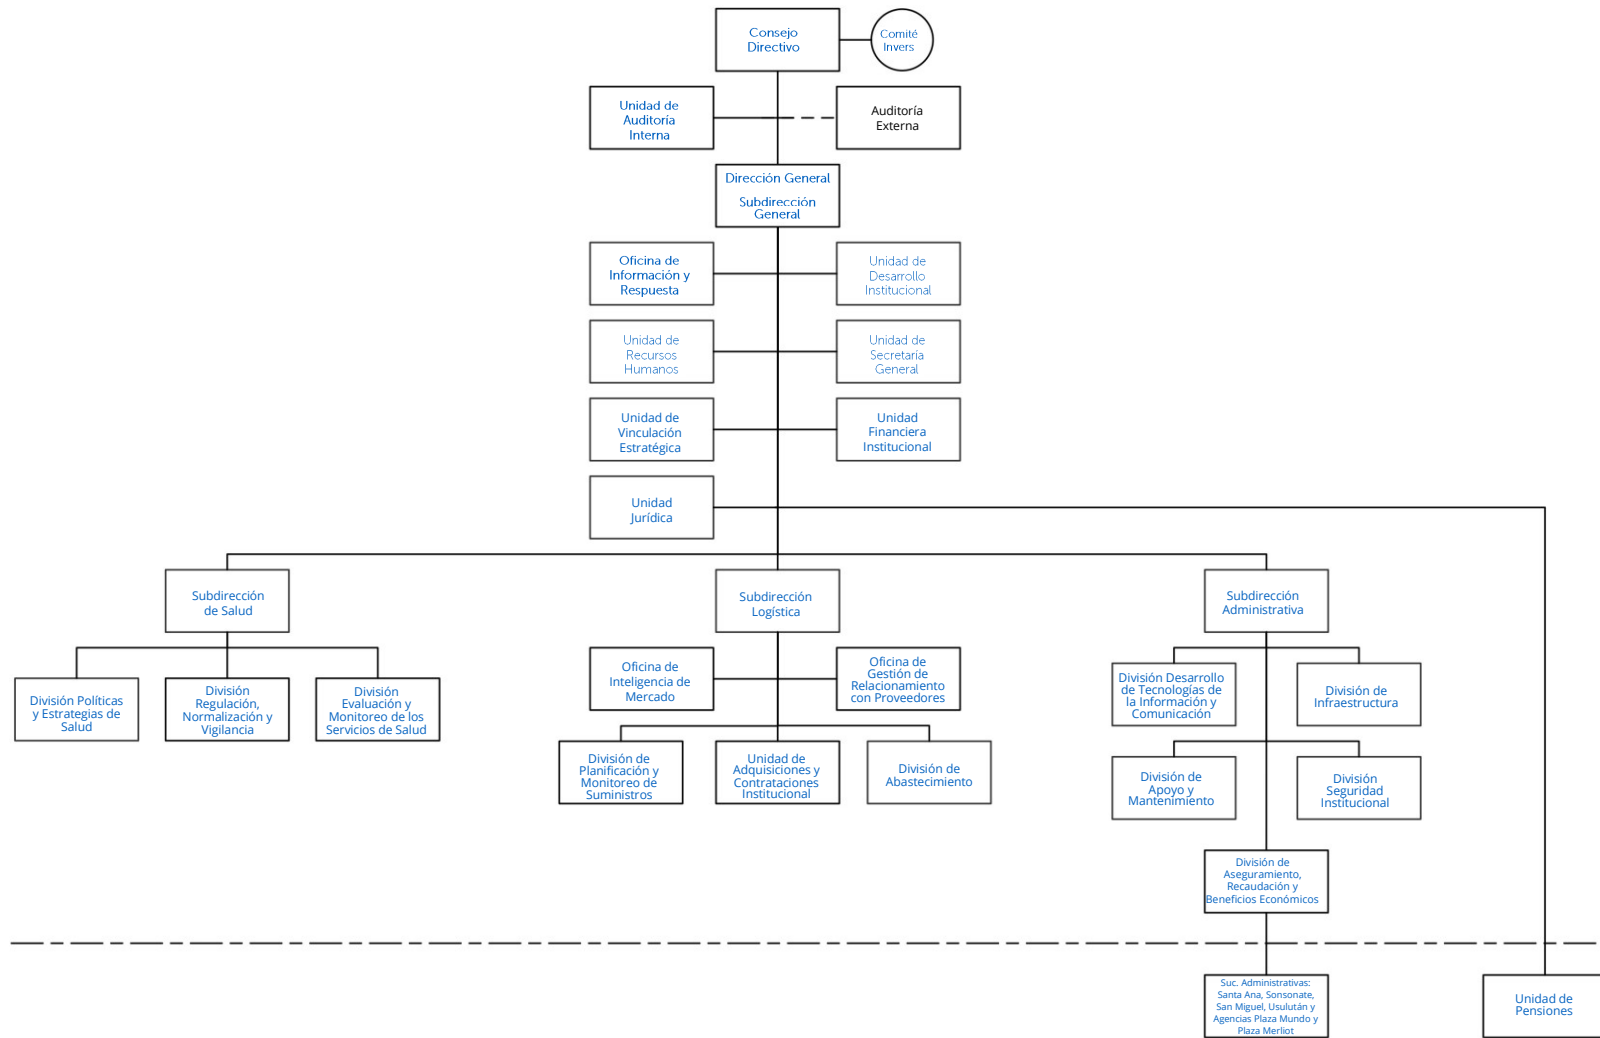 Consejo
Directivo
Comité
Invers
Unidad de
Auditoría
Interna
Auditoría
Externa
Dirección General
Subdirección
General
Oficina de
Información y
Respuesta
Unidad de
Desarrollo
Institucional
Unidad de
Recursos
Humanos
Unidad de
Secretaría
General
Unidad de
Vinculación
Estratégica
Unidad
Financiera
Institucional
Unidad
Jurídica
Subdirección
de Salud
Subdirección
Logística
Subdirección
Administrativa
División Políticas
y Estrategias de
Salud
División
Regulación,
Normalización y
Vigilancia
División
Evaluación y
Monitoreo de los
Servicios de Salud
Oficina de
Inteligencia de
Mercado
Oficina de
Gestión de
Relacionamiento
con Proveedores
División de
Planificación y
Monitoreo de
Suministros
Unidad de
Adquisiciones y
Contrataciones
Institucional
División de
Abastecimiento
División Desarrollo
de Tecnologías de
la Información y
Comunicación
División de
Infraestructura
División de
Apoyo y
Mantenimiento
División
Seguridad
Institucional
División de
Aseguramiento,
Recaudación y
Beneficios Económicos
Suc. Administrativas:
Santa Ana, Sonsonate,
San Miguel, Usulután y
Agencias Plaza Mundo y
Plaza Merliot
Unidad de
Pensiones